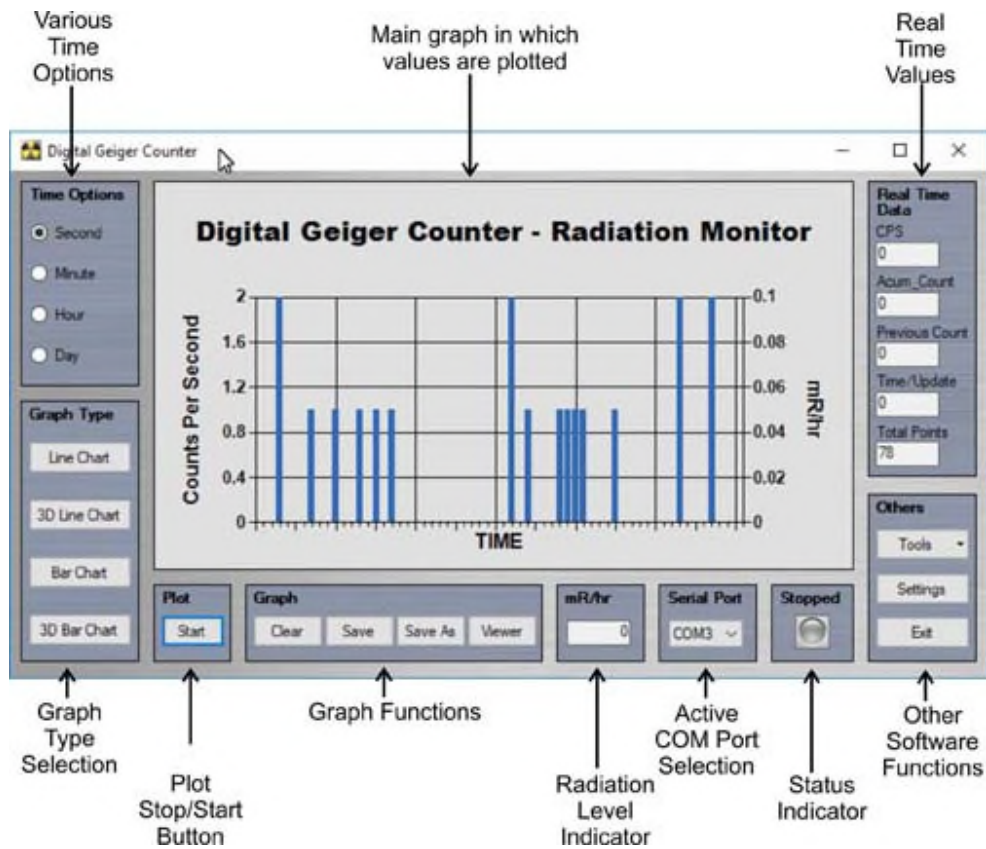 Various
Time
Options
Main graph in which
values are plotted
Real
Time
Values
Digital Geiger Counter
Time Options
Second
Minute
Hour
Day
Graph Type
Line Chart
3D Line Chart
Bar Chart
3D Bar Chart
Digital Geiger Counter - Radiation Monitor
Counts Per Second
2
1.6
1.2
0.8
0.4
0
0.1
0.08
0.06
0.04
0.02
0
mR/hr
TIME
Real Time
Data
CPS
0
Acum_Count
0
Previous Count
0
Time/Update
0
Total Points
78
Others
Tools
Settings
Exit
Plot
Start
Graph
Clear Save Save As Viewer
mR/hr
0
Serial Port
COM3
Stopped
Graph
Type
Selection
Plot
Stop/Start
Button
Graph Functions
Radiation
Level
Indicator
Active
COM Port
Selection
Status
Indicator
Other
Software
Functions